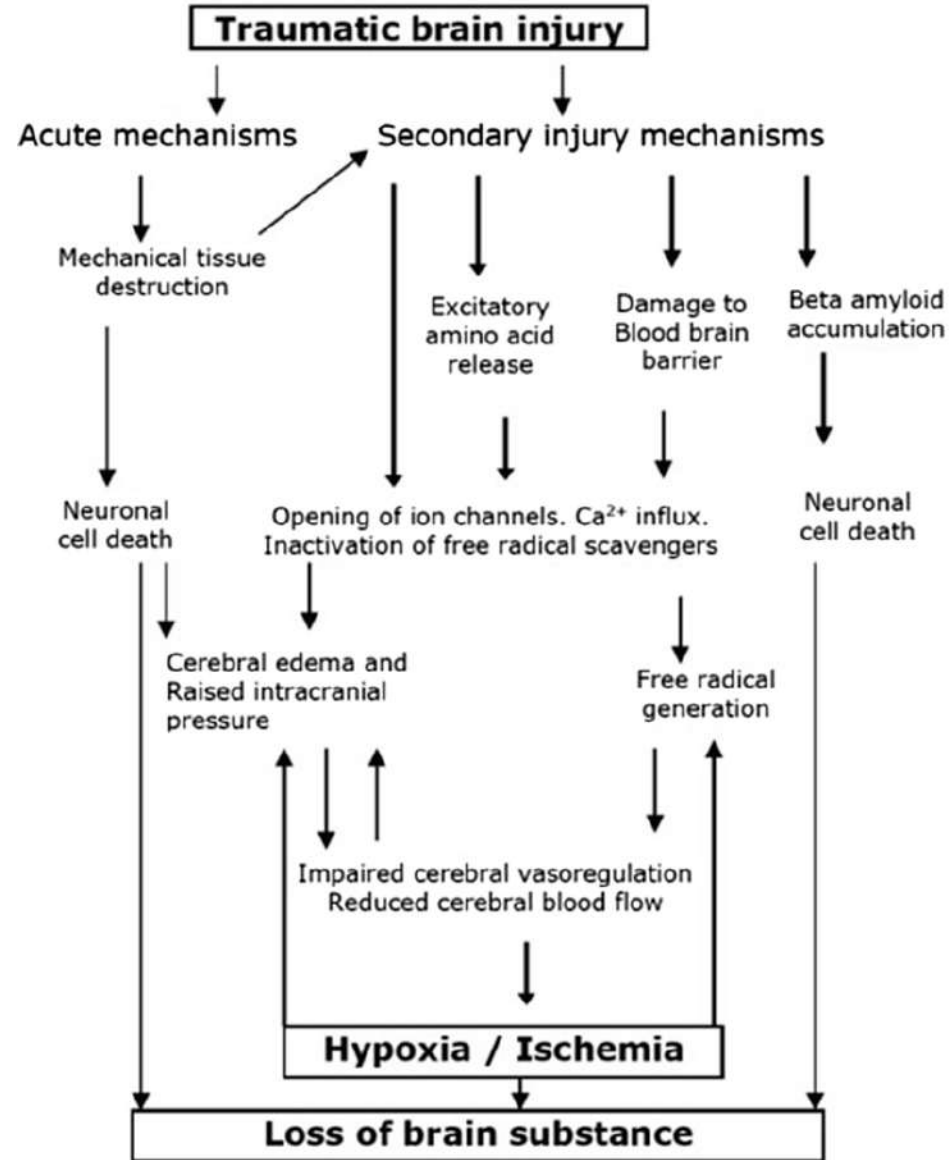 Traumatic brain injury
Acute mechanisms
Secondary injury mechanisms
Mechanical tissue
destruction
Excitatory
amino acid
release
Damage to
Blood brain
barrier
Beta amyloid
accumulation
Neuronal
cell death
Opening of ion channels. Ca²⁺ influx.
Inactivation of free radical scavengers
Neuronal
cell death
Cerebral edema and
Raised intracranial
pressure
Free radical
generation
Impaired cerebral vasoregulation
Reduced cerebral blood flow
Hypoxia / Ischemia
Loss of brain substance